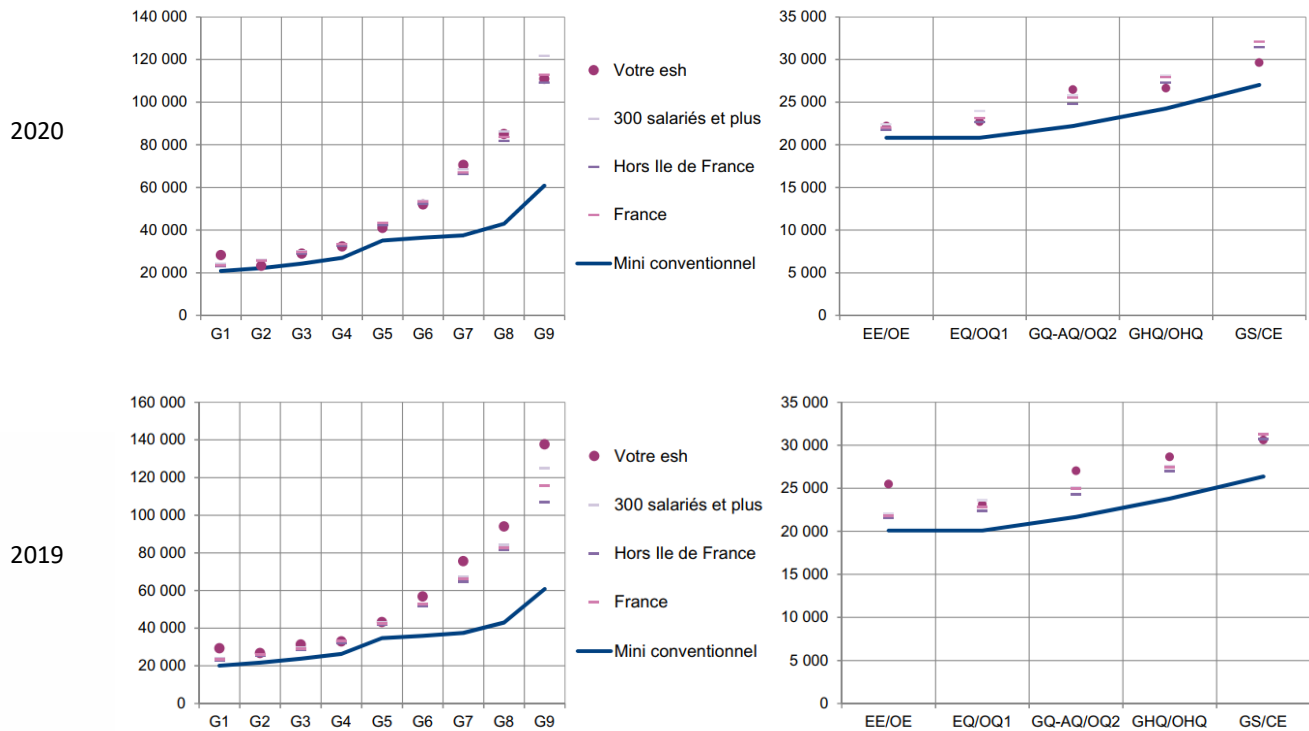 2020
140 000
120 000
100 000
80 000
60 000
40 000
20 000
0
G1 G2 G3 G4 G5 G6 G7 G8 G9
Votre esh
300 salariés et plus
Hors Ile de France
France
Mini conventionnel
35 000
30 000
25 000
20 000
15 000
10 000
5 000
0
EE/OE EQ/OQ1 GQ-AQ/OQ2 GHQ/OHQ GS/CE
2019
160 000
140 000
120 000
100 000
80 000
60 000
40 000
20 000
0
G1 G2 G3 G4 G5 G6 G7 G8 G9
Votre esh
300 salariés et plus
Hors Ile de France
France
Mini conventionnel
35 000
30 000
25 000
20 000
15 000
10 000
5 000
0
EE/OE EQ/OQ1 GQ-AQ/OQ2 GHQ/OHQ GS/CE